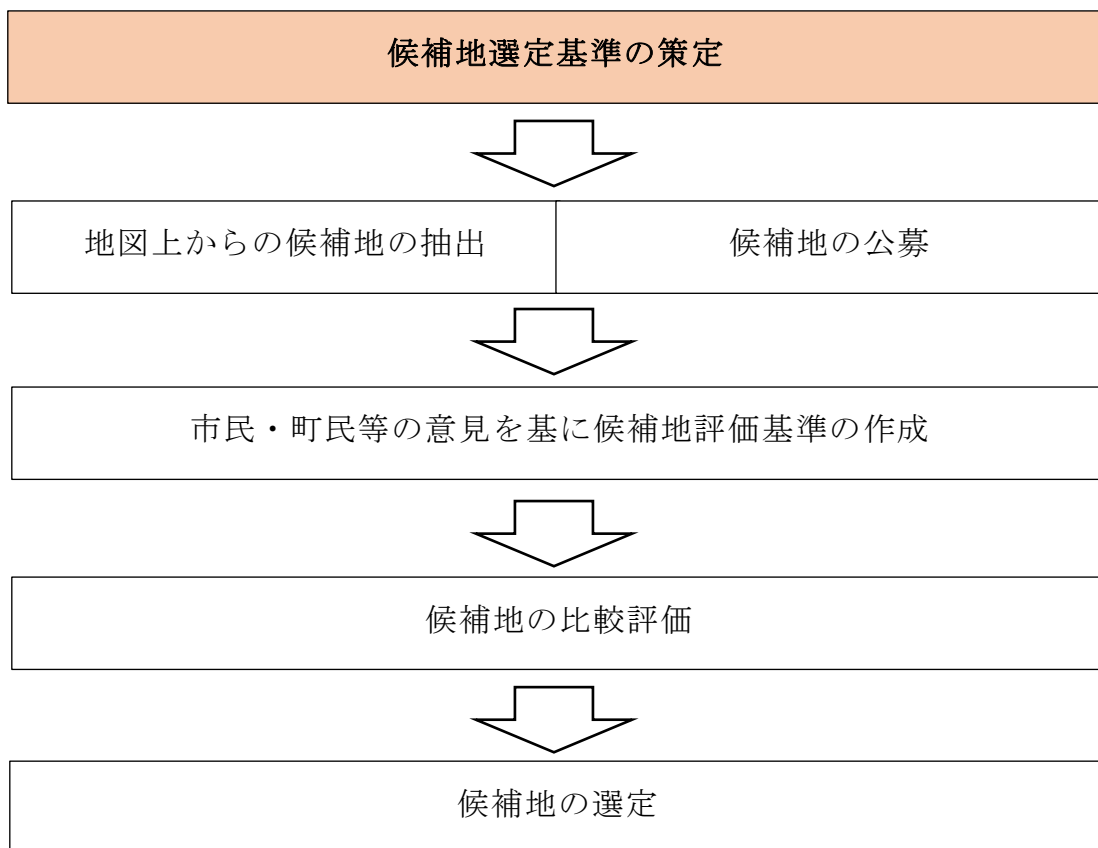 候補地選定基準の策定
地図上からの候補地の抽出
候補地の公募
市民・町民等の意見を基に候補地評価基準の作成
候補地の比較評価
候補地の選定